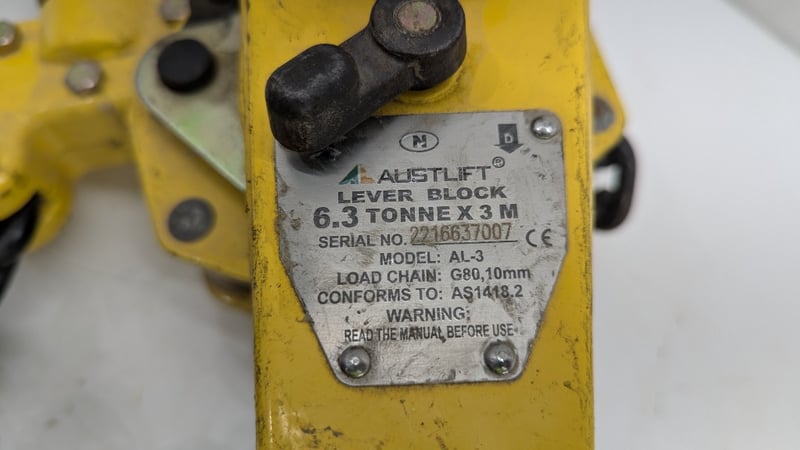 N
D
AUSTLIFT®
LEVER BLOCK
6.3 TONNE X 3 M
SERIAL NO. 2216637007 CE
MODEL: AL-3
LOAD CHAIN: G80,10mm
CONFORMS TO: AS1418.2
WARNING:
READ THE MANUAL BEFORE USE